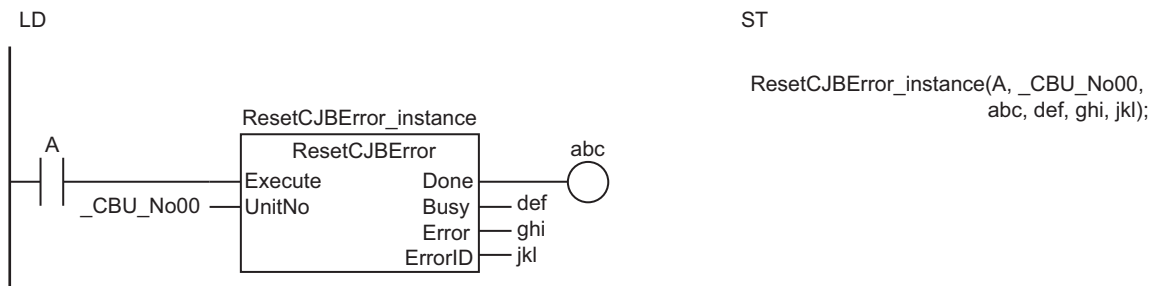 LD
ST
ResetCJBError_instance(A, _CBU_No00,
abc, def, ghi, jkl);
ResetCJBError_instance
A
ResetCJBError
abc
Execute
Done
_CBU_No00
UnitNo
Busy
def
Error
ghi
ErrorID
jkl